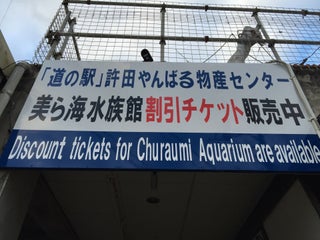 「道の駅」許田やんばる物産センター
美ら海水族館割引チケット販売中
Discount tickets for Churaumi Aquarium are available